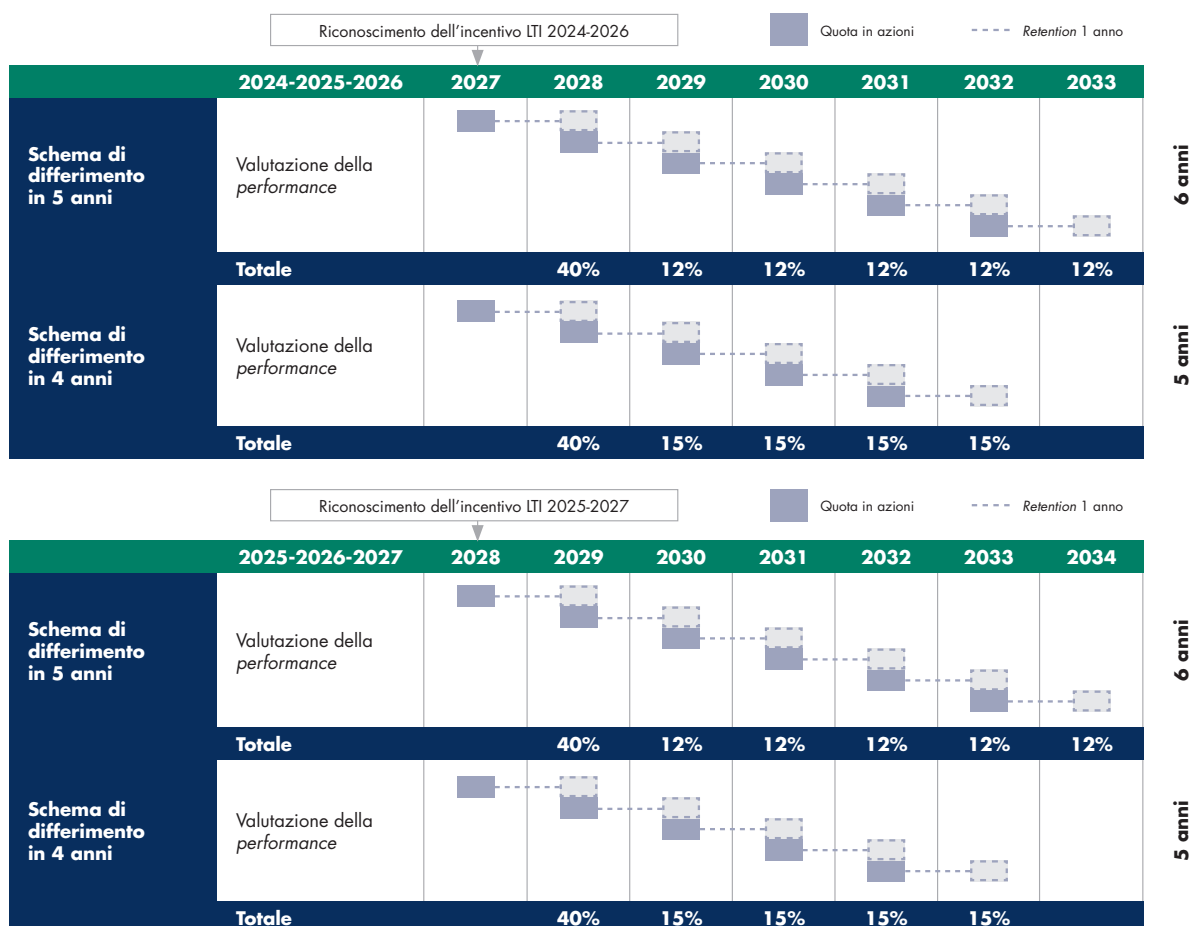 Riconoscimento dell'incentivo LTI 2024-2026
Quota in azioni
Retention 1 anno
2024-2025-2026 2027 2028 2029 2030 2031 2032 2033
Schema di
differimento
in 5 anni
Valutazione della
performance
6 anni
Totale 40% 12% 12% 12% 12% 12%
Schema di
differimento
in 4 anni
Valutazione della
performance
5 anni
Totale 40% 15% 15% 15% 15%
Riconoscimento dell'incentivo LTI 2025-2027
Quota in azioni
Retention 1 anno
2025-2026-2027 2028 2029 2030 2031 2032 2033 2034
Schema di
differimento
in 5 anni
Valutazione della
performance
6 anni
Totale 40% 12% 12% 12% 12% 12%
Schema di
differimento
in 4 anni
Valutazione della
performance
5 anni
Totale 40% 15% 15% 15% 15%